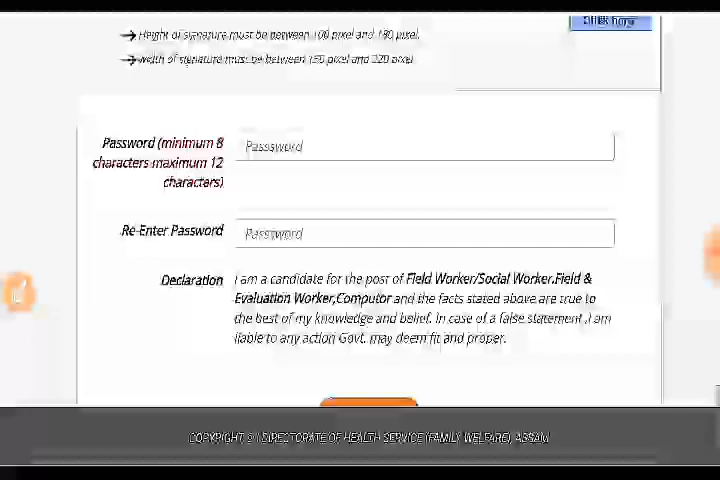 Click here
Height of signature must be between 100 pixel and 180 pixel.
Width of signature must be between 150 pixel and 220 pixel
Password (minimum 8
characters maximum 12
characters)
Passsword
Re-Enter Password
Passtword
Declaration
I am a candidate for the post of Field Worker/Social Worker,Field &
Evaluation Worker,Computor and the facts stated above are true to
the best of my knowledge and belief. In case of a false statement ,I am
liable to any action Govt. may deem fit and proper.
COPYRIGHT © | DIRECTORATE OF HEALTH SERVICE (FAMILY WELFARE), ASSAM